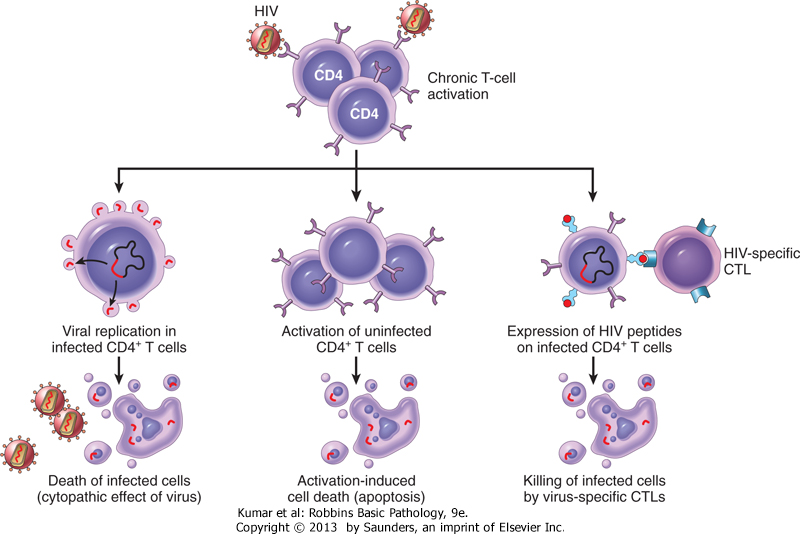 HIV
CD4
CD4
Chronic T-cell
activation
HIV-specific
CTL
Viral replication in
infected CD4+ T cells
Activation of uninfected
CD4+ T cells
Expression of HIV peptides
on infected CD4+ T cells
Death of infected cells
(cytopathic effect of virus)
Activation-induced
cell death (apoptosis)
Killing of infected cells
by virus-specific CTLs
Kumar et al: Robbins Basic Pathology, 9e.
Copyright © 2013 by Saunders, an imprint of Elsevier Inc.